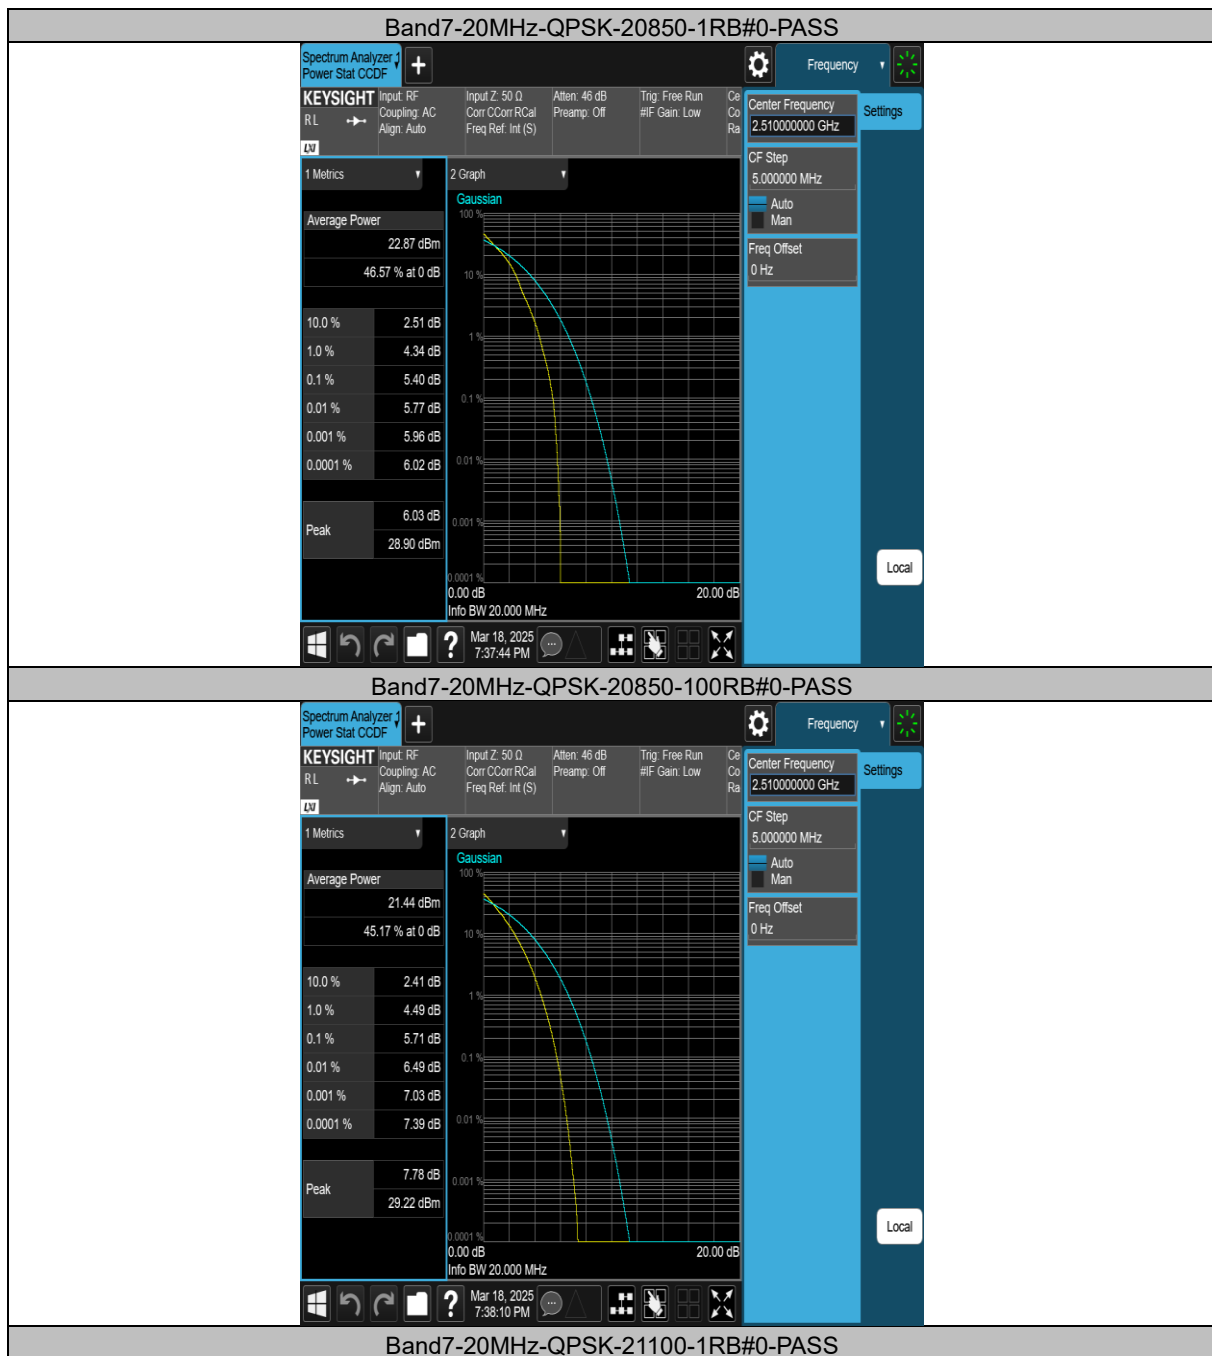 Band7-20MHz-QPSK-20850-1RB#0-PASS
Spectrum Analyzer 1
Power Stat CCDF
Frequency
KEYSIGHT
RL
LXI
Input: RF
Coupling: AC
Align: Auto
Input Z: 50 Ω
Corr CCorr RCal
Freq Ref: Int (S)
Atten: 46 dB
Preamp: Off
Trig: Free Run
#IF Gain: Low
Ce
Co
Ra
Center Frequency
2.510000000 GHz
Settings
CF Step
5.000000 MHz
Auto
Man
Freq Offset
0 Hz
Local
1 Metrics
Average Power
22.87 dBm
46.57 % at 0 dB
10.0 % 2.51 dB
1.0 % 4.34 dB
0.1 % 5.40 dB
0.01 % 5.77 dB
0.001 % 5.96 dB
0.0001 % 6.02 dB
Peak
6.03 dB
28.90 dBm
2 Graph
Gaussian
100 %
10 %
1 %
0.1 %
0.01 %
0.001 %
0.0001 %
0.00 dB 20.00 dB
Info BW 20.000 MHz
Mar 18, 2025
7:37:44 PM
Band7-20MHz-QPSK-20850-100RB#0-PASS
Spectrum Analyzer 1
Power Stat CCDF
Frequency
KEYSIGHT
RL
LXI
Input: RF
Coupling: AC
Align: Auto
Input Z: 50 Ω
Corr CCorr RCal
Freq Ref: Int (S)
Atten: 46 dB
Preamp: Off
Trig: Free Run
#IF Gain: Low
Ce
Co
Ra
Center Frequency
2.510000000 GHz
Settings
CF Step
5.000000 MHz
Auto
Man
Freq Offset
0 Hz
Local
1 Metrics
Average Power
21.44 dBm
45.17 % at 0 dB
10.0 % 2.41 dB
1.0 % 4.49 dB
0.1 % 5.71 dB
0.01 % 6.49 dB
0.001 % 7.03 dB
0.0001 % 7.39 dB
Peak
7.78 dB
29.22 dBm
2 Graph
Gaussian
100 %
10 %
1 %
0.1 %
0.01 %
0.001 %
0.0001 %
0.00 dB 20.00 dB
Info BW 20.000 MHz
Mar 18, 2025
7:38:10 PM
Band7-20MHz-QPSK-21100-1RB#0-PASS